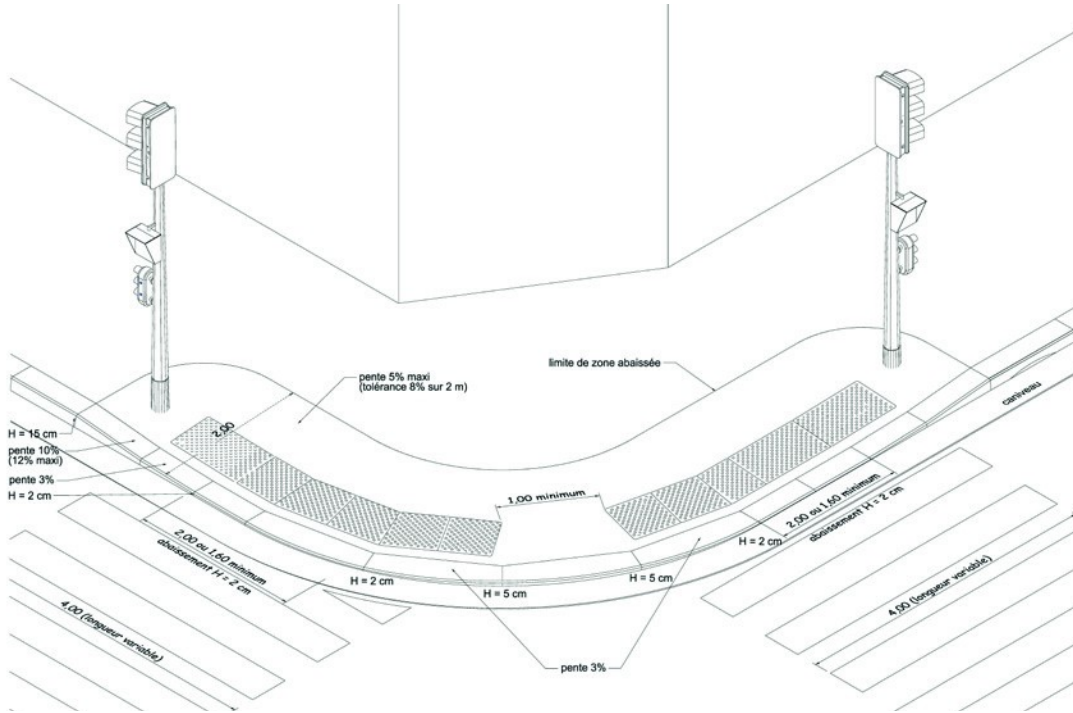 limite de zone abaissée
pente 5% maxi
(tolérance 8% sur 2 m)
caniveau
H = 15 cm
2,00
pente 10%
(12% maxi)
pente 3%
H = 2 cm
1,00 minimum
2,00 ou 1,60 minimum
abaissement H = 2 cm
H = 2 cm
2,00 ou 1,60 minimum
abaissement H = 2 cm
H = 2 cm
H = 5 cm
H = 5 cm
4,00 (longueur variable)
4,00 (longueur variable)
pente 3%